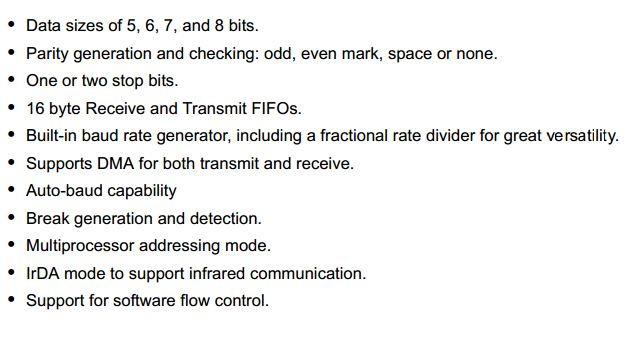 • Data sizes of 5, 6, 7, and 8 bits.
• Parity generation and checking: odd, even mark, space or none.
• One or two stop bits.
• 16 byte Receive and Transmit FIFOs.
• Built-in baud rate generator, including a fractional rate divider for great versatility.
• Supports DMA for both transmit and receive.
• Auto-baud capability
• Break generation and detection.
• Multiprocessor addressing mode.
• IrDA mode to support infrared communication.
• Support for software flow control.